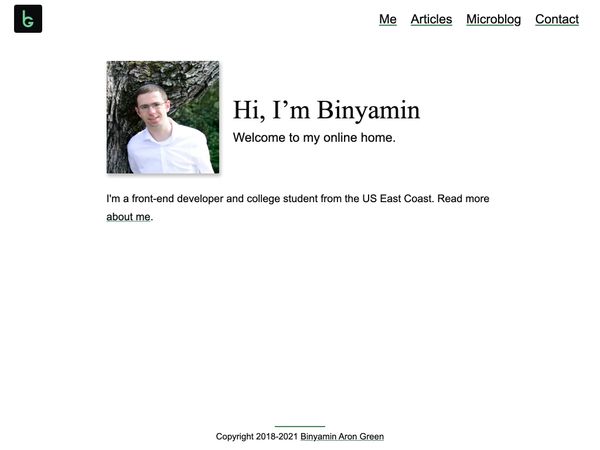 Me Articles Microblog Contact
Hi, I’m Binyamin
Welcome to my online home.
I'm a front-end developer and college student from the US East Coast. Read more
about me.
Copyright 2018-2021 Binyamin Aron Green